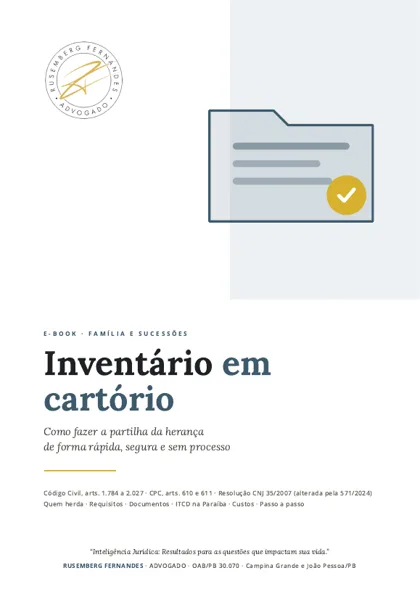 RUSEMBERG FERNANDES
• ADVOGADO •
E-BOOK · FAMÍLIA E SUCESSÕES
Inventário em
cartório
Como fazer a partilha da herança
de forma rápida, segura e sem processo
Código Civil, arts. 1.784 a 2.027 · CPC, arts. 610 e 611 · Resolução CNJ 35/2007 (alterada pela 571/2024)
Quem herda · Requisitos · Documentos · ITCD na Paraíba · Custos · Passo a passo
"Inteligência Jurídica: Resultados para as questões que impactam sua vida."
RUSEMBERG FERNANDES · ADVOGADO · OAB/PB 30.070 · Campina Grande e João Pessoa/PB